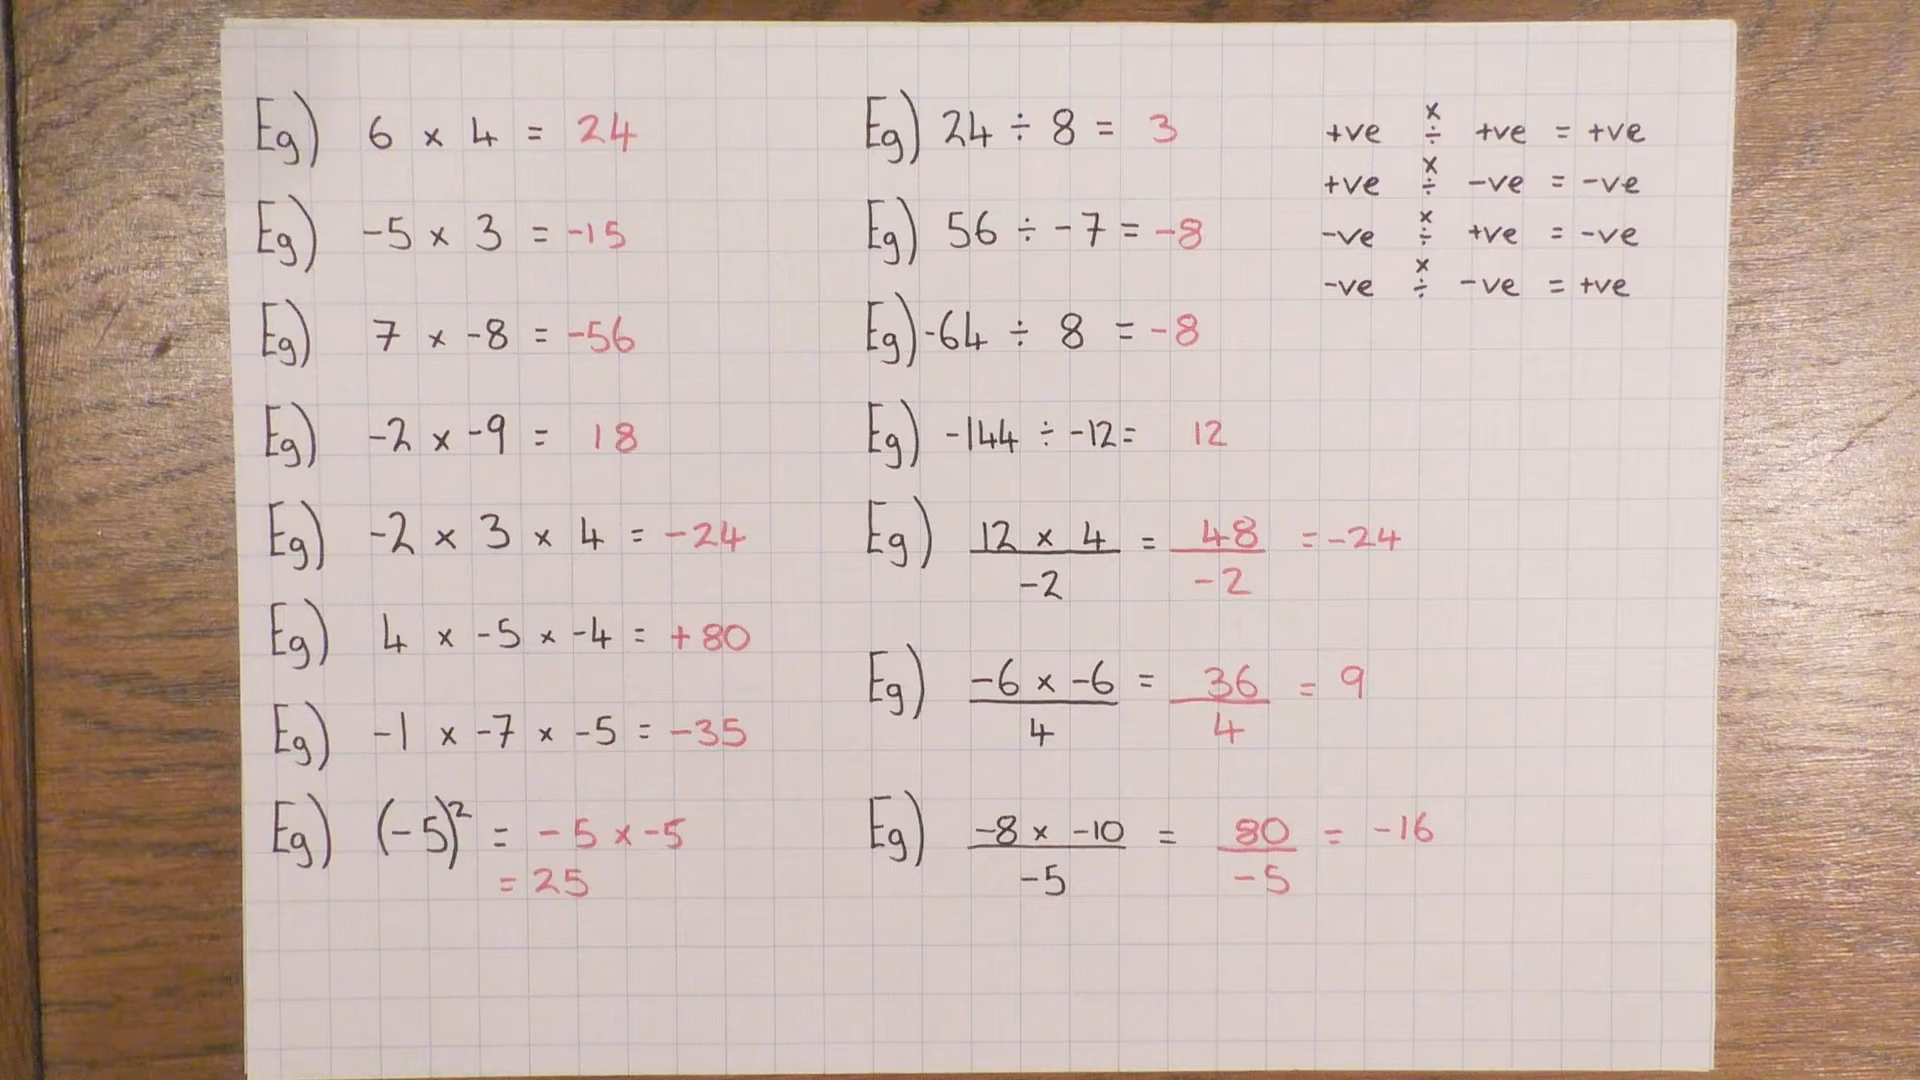 Eg) 6 × 4 = 24
Eg) -5 × 3 = -15
Eg) 7 × -8 = -56
Eg) -2 × -9 = 18
Eg) -2 × 3 × 4 = -24
Eg) 4 × -5 × -4 = +80
Eg) -1 × -7 × -5 = -35
Eg) (-5)² = -5 × -5
= 25
Eg) 24 ÷ 8 = 3
Eg) 56 ÷ -7 = -8
Eg) -64 ÷ 8 = -8
Eg) -144 ÷ -12 = 12
Eg) 12 × 4 = 48 = -24
-2 -2
Eg) -6 × -6 = 36 = 9
4 4
Eg) -8 × -10 = 80 = -16
-5 -5
×
+ve ÷ +ve = +ve
×
+ve ÷ -ve = -ve
×
-ve ÷ +ve = -ve
×
-ve ÷ -ve = +ve